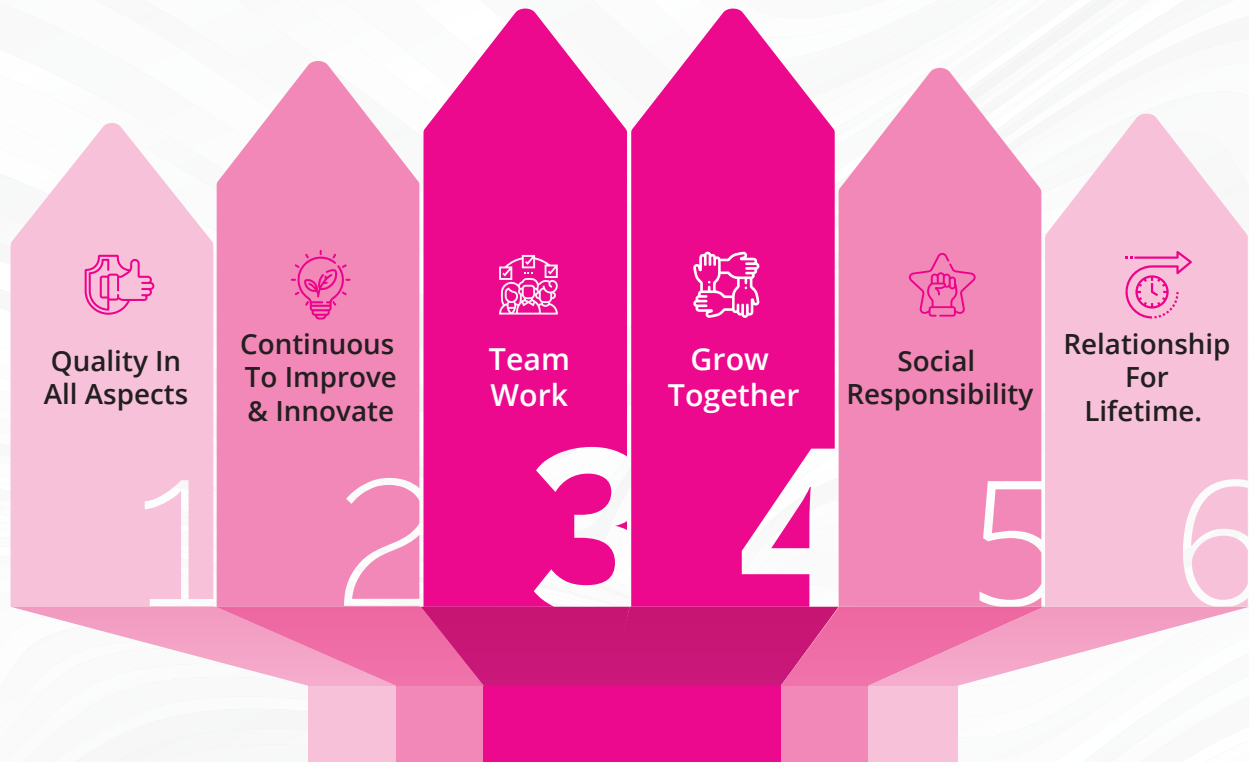 Quality In
All Aspects
1
Continuous
To Improve
& Innovate
2
Team
Work
3
Grow
Together
4
Social
Responsibility
5
Relationship
For
Lifetime.
6